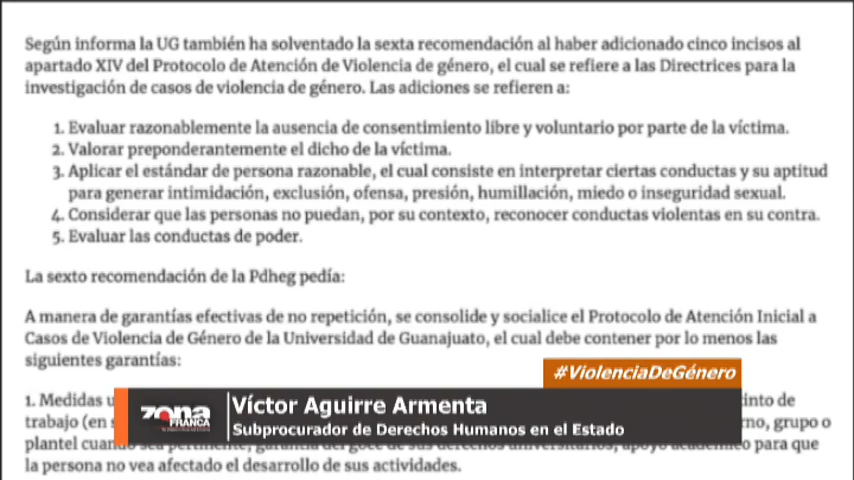 Según informa la UG también ha solventado la sexta recomendación al haber adicionado cinco incisos al
apartado XIV del Protocolo de Atención de Violencia de género, el cual se refiere a las Directrices para la
investigación de casos de violencia de género. Las adiciones se refieren a:
1. Evaluar razonablemente la ausencia de consentimiento libre y voluntario por parte de la víctima.
2. Valorar preponderantemente el dicho de la víctima.
3. Aplicar el estándar de persona razonable, el cual consiste en interpretar ciertas conductas y su aptitud
para generar intimidación, exclusión, ofensa, presión, humillación, miedo o inseguridad sexual.
4. Considerar que las personas no puedan, por su contexto, reconocer conductas violentas en su contra.
5. Evaluar las conductas de poder.
La sexto recomendación de la Pdheg pedía:
A manera de garantías efectivas de no repetición, se consolide y socialice el Protocolo de Atención Inicial a
Casos de Violencia de Género de la Universidad de Guanajuato, el cual debe contener por lo menos las
siguientes garantías:
#ViolenciaDeGénero
1. Medidas
trabajo (en
grupo o
plantel
para que
la persona no vea afectado el desarrollo de sus actividades.
zona
FRANCA
Víctor Aguirre Armenta
Subprocurador de Derechos Humanos en el Estado